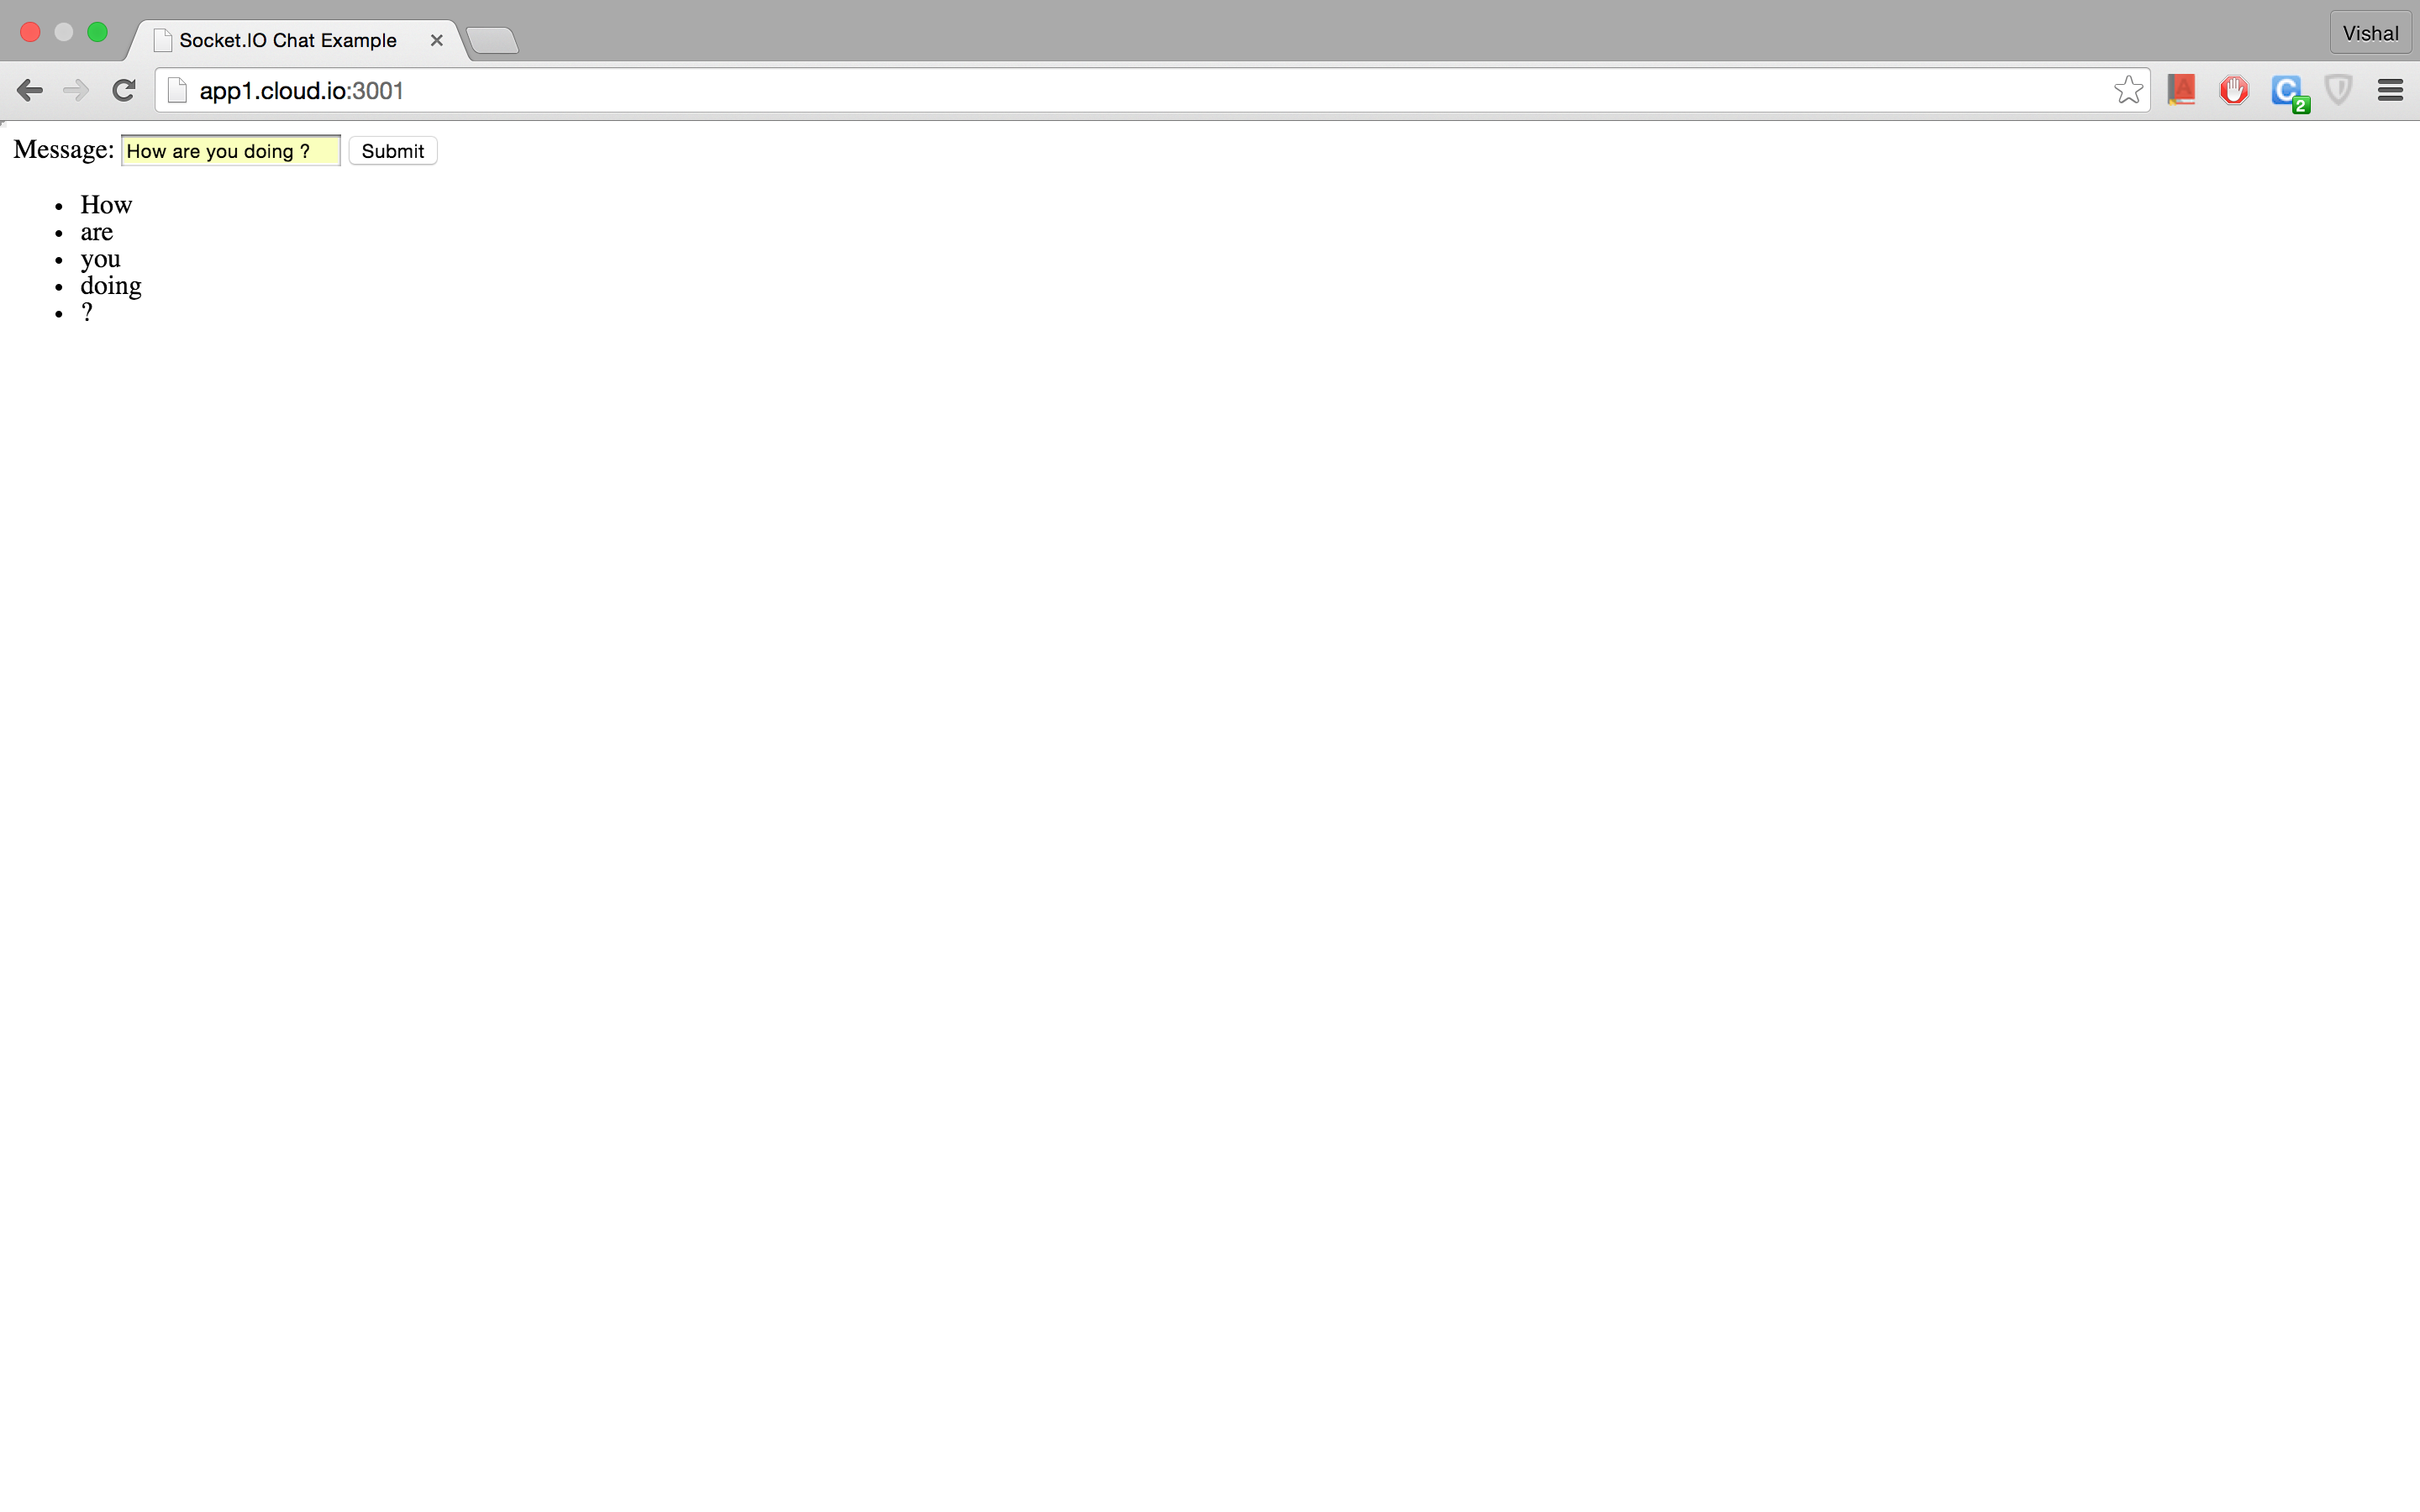 Socket.IO Chat Example
Vishal
app1.cloud.io:3001
A
C
2
Message: How are you doing ? Submit
• How
• are
• you
• doing
• ?